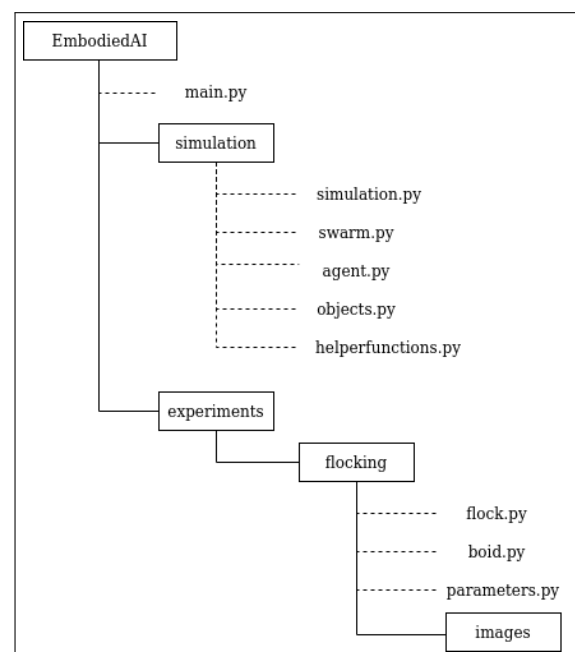 EmbodiedAI
main.py
simulation
simulation.py
swarm.py
agent.py
objects.py
helperfunctions.py
experiments
flocking
flock.py
boid.py
parameters.py
images